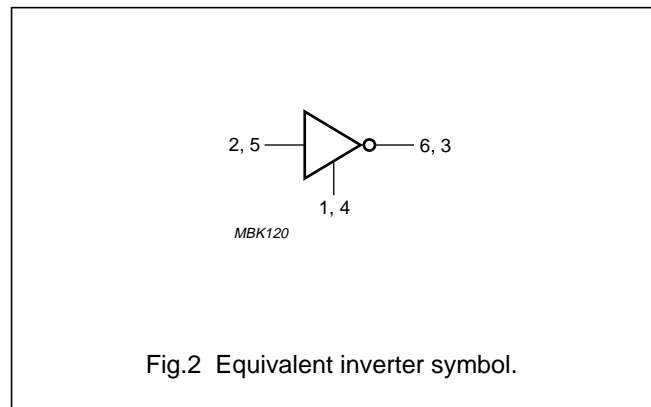 2, 5
6, 3
1, 4
MBK120
Fig.2 Equivalent inverter symbol.